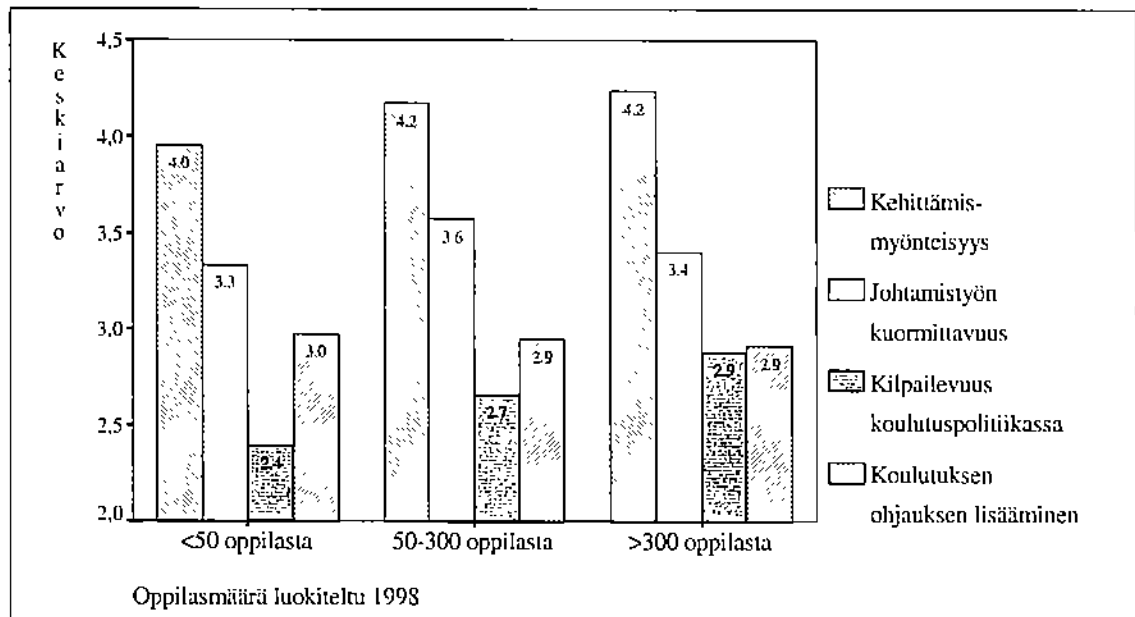 Keskiarvo
4,5
4,0
3,5
3,0
2,5
2,0
4.0
3.3
2.4
3.0
4.2
3.6
2.7
2.9
4.2
3.4
2.9
2.9
<50 oppilasta
50-300 oppilasta
>300 oppilasta
Oppilasmäärä luokiteltu 1998
Kehittämis-
myönteisyys
Johtamistyön
kuormittavuus
Kilpailevuus
koulutuspolitiikassa
Koulutuksen
ohjauksen lisääminen